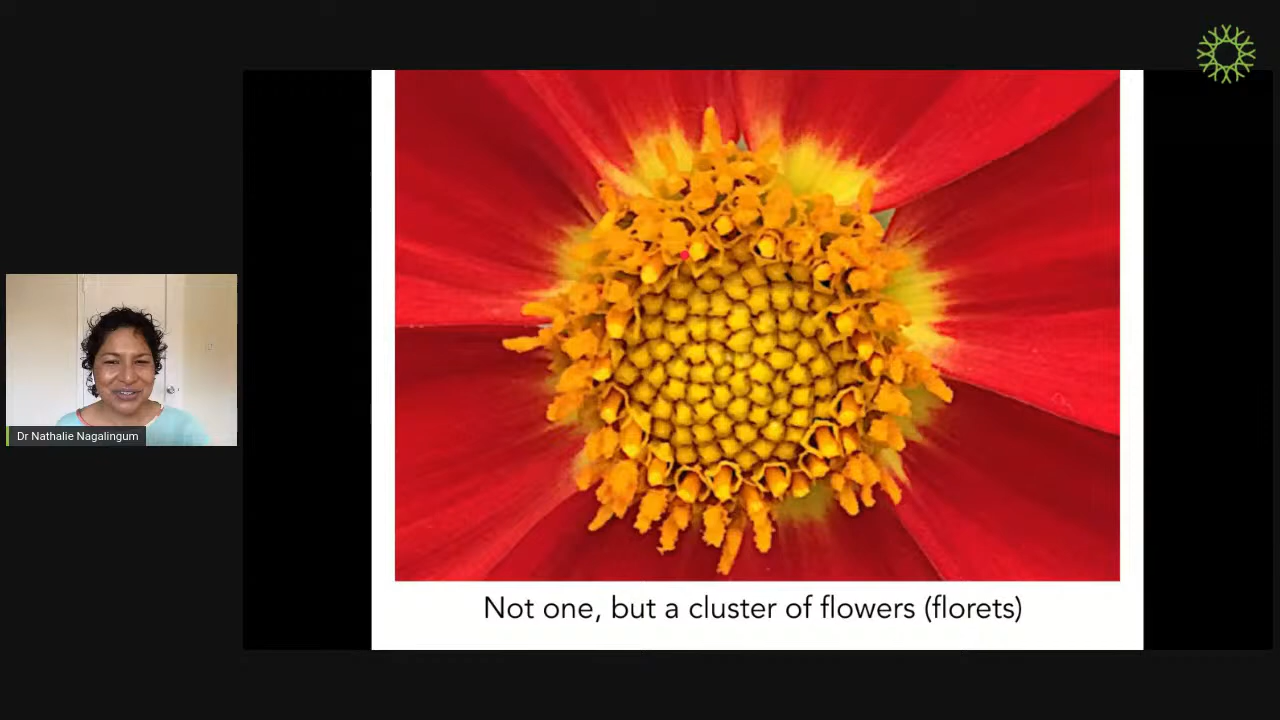 Dr Nathalie Nagalingum
Not one, but a cluster of flowers (florets)